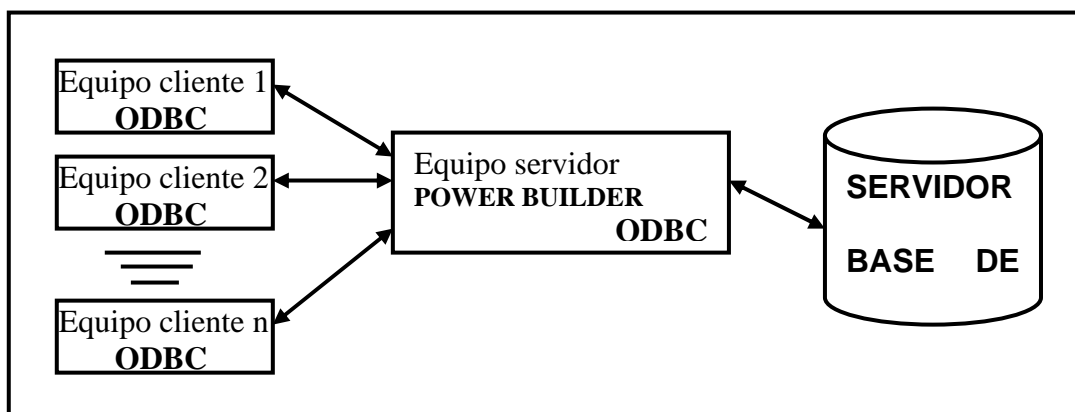 Equipo cliente 1
ODBC
Equipo cliente 2
ODBC
Equipo cliente n
ODBC
Equipo servidor
POWER BUILDER
ODBC
SERVIDOR
BASE DE